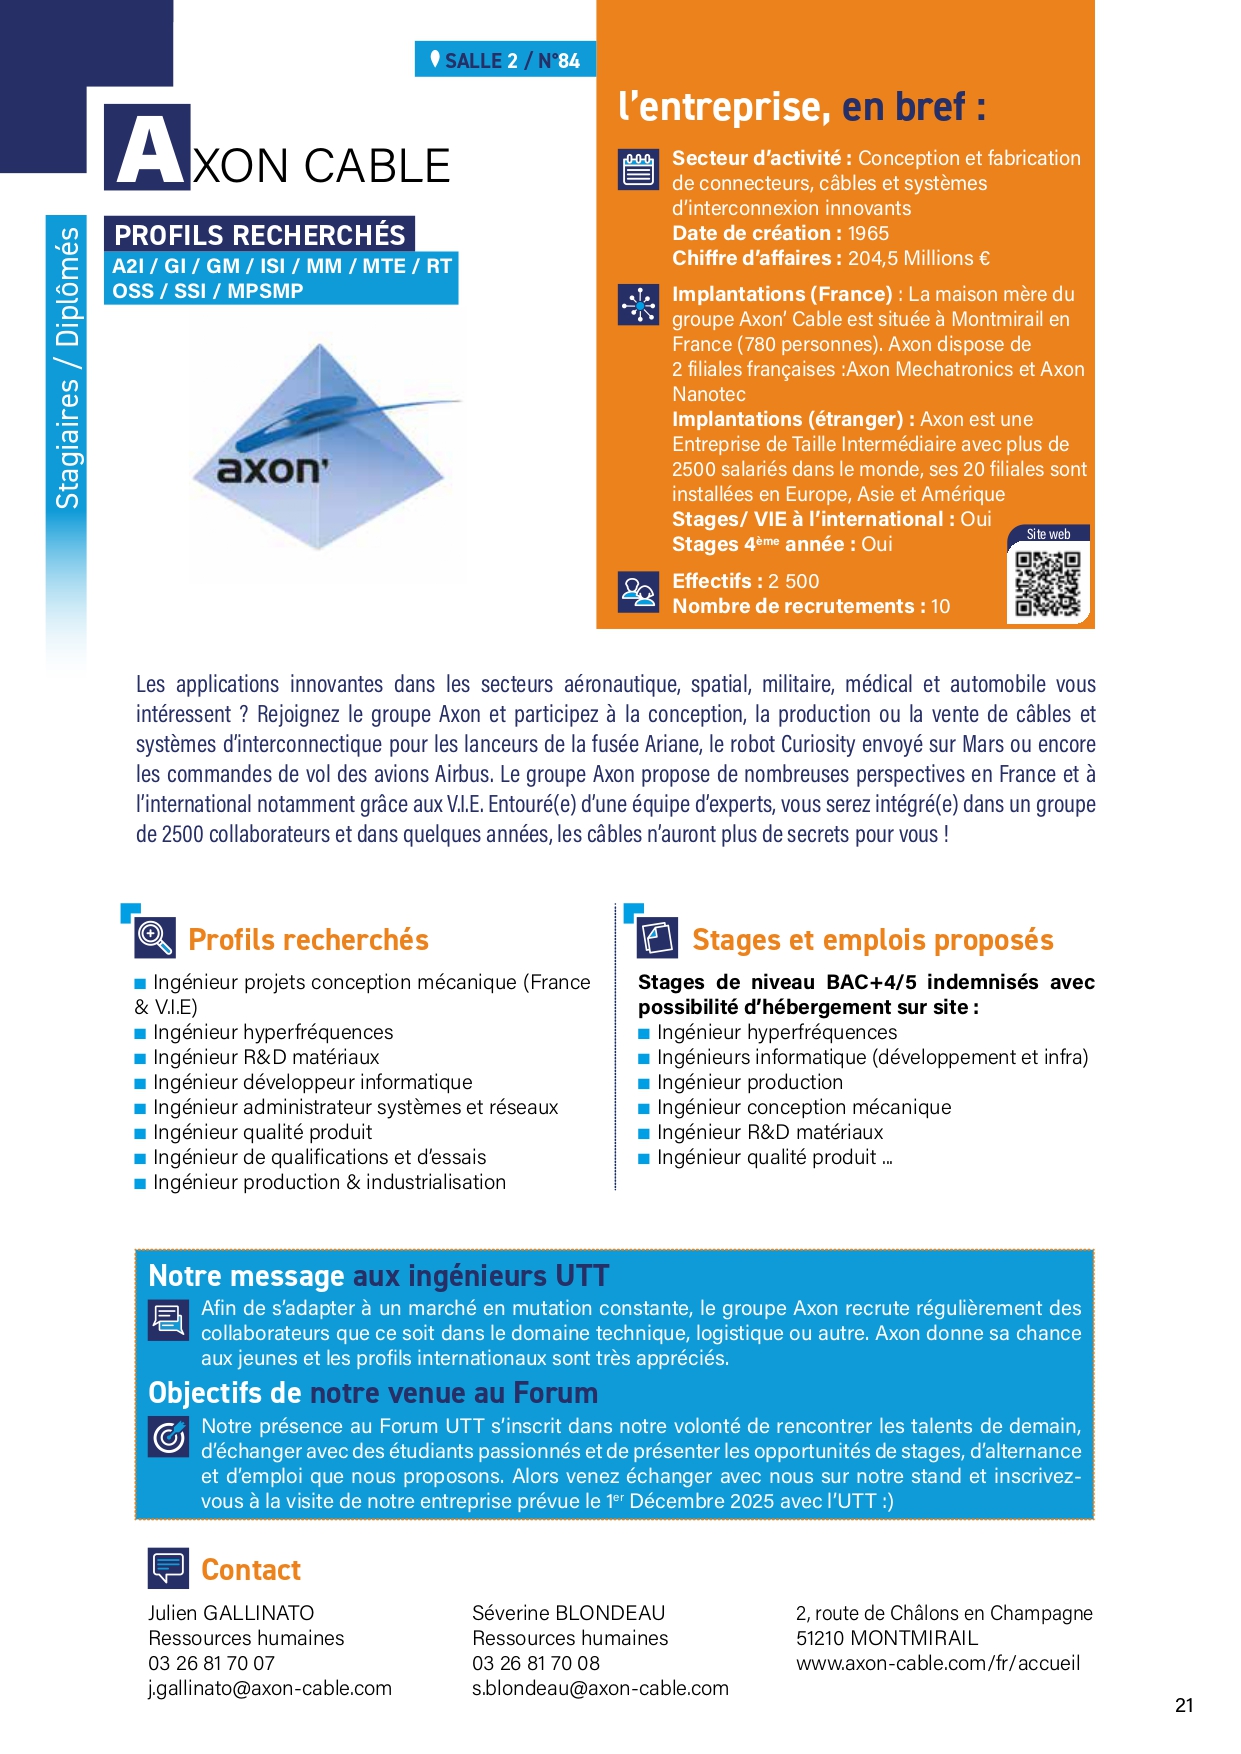 SALLE 2 / N°84
AXON CABLE
PROFILS RECHERCHÉS
A2I / GI / GM / ISI / MM / MTE / RT
OSS / SSI / MPSMP
Stagiaires / Diplômés
axon'
l'entreprise, en bref :
Secteur d'activité : Conception et fabrication
de connecteurs, câbles et systèmes
d'interconnexion innovants
Date de création : 1965
Chiffre d'affaires : 204,5 Millions €
Implantations (France) : La maison mère du
groupe Axon' Cable est située à Montmirail en
France (780 personnes). Axon dispose de
2 filiales françaises :Axon Mechatronics et Axon
Nanotec
Implantations (étranger) : Axon est une
Entreprise de Taille Intermédiaire avec plus de
2500 salariés dans le monde, ses 20 filiales sont
installées en Europe, Asie et Amérique
Stages/ VIE à l'international : Oui
Stages 4ème année : Oui
Site web
Effectifs : 2 500
Nombre de recrutements : 10
Les applications innovantes dans les secteurs aéronautique, spatial, militaire, médical et automobile vous
intéressent ? Rejoignez le groupe Axon et participez à la conception, la production ou la vente de câbles et
systèmes d'interconnectique pour les lanceurs de la fusée Ariane, le robot Curiosity envoyé sur Mars ou encore
les commandes de vol des avions Airbus. Le groupe Axon propose de nombreuses perspectives en France et à
l'international notamment grâce aux V.I.E. Entouré(e) d'une équipe d'experts, vous serez intégré(e) dans un groupe
de 2500 collaborateurs et dans quelques années, les câbles n'auront plus de secrets pour vous !
Profils recherchés
Ingénieur projets conception mécanique (France
& V.I.E)
Ingénieur hyperfréquences
Ingénieur R&D matériaux
Ingénieur développeur informatique
Ingénieur administrateur systèmes et réseaux
Ingénieur qualité produit
Ingénieur de qualifications et d'essais
Ingénieur production & industrialisation
Stages et emplois proposés
Stages de niveau BAC+4/5 indemnisés avec
possibilité d'hébergement sur site :
Ingénieur hyperfréquences
Ingénieurs informatique (développement et infra)
Ingénieur production
Ingénieur conception mécanique
Ingénieur R&D matériaux
Ingénieur qualité produit ...
Notre message aux ingénieurs UTT
Afin de s'adapter à un marché en mutation constante, le groupe Axon recrute régulièrement des
collaborateurs que ce soit dans le domaine technique, logistique ou autre. Axon donne sa chance
aux jeunes et les profils internationaux sont très appréciés.
Objectifs de notre venue au Forum
Notre présence au Forum UTT s'inscrit dans notre volonté de rencontrer les talents de demain,
d'échanger avec des étudiants passionnés et de présenter les opportunités de stages, d'alternance
et d'emploi que nous proposons. Alors venez échanger avec nous sur notre stand et inscrivez-
vous à la visite de notre entreprise prévue le 1er Décembre 2025 avec l'UTT :)
Contact
Julien GALLINATO
Ressources humaines
03 26 81 70 07
j.gallinato@axon-cable.com
Séverine BLONDEAU
Ressources humaines
03 26 81 70 08
s.blondeau@axon-cable.com
2, route de Châlons en Champagne
51210 MONTMIRAIL
www.axon-cable.com/fr/accueil
21